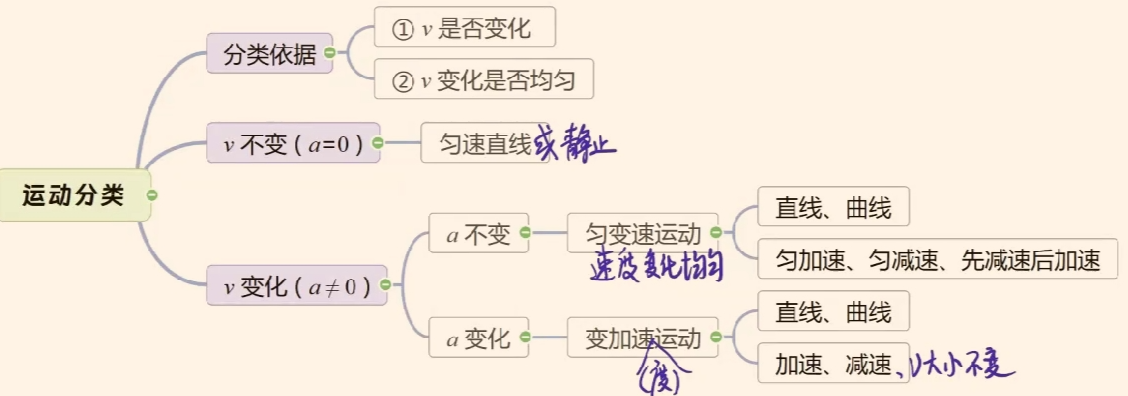 运动分类
分类依据
① v 是否变化
② v 变化是否均匀
v 不变(a=0)
匀速直线或静止
v 变化(a≠0)
a 不变
匀变速运动
速度变化均匀
直线、曲线
匀加速、匀减速、先减速后加速
a 变化
变加速运动
(度)
直线、曲线
加速、减速、v大小不变